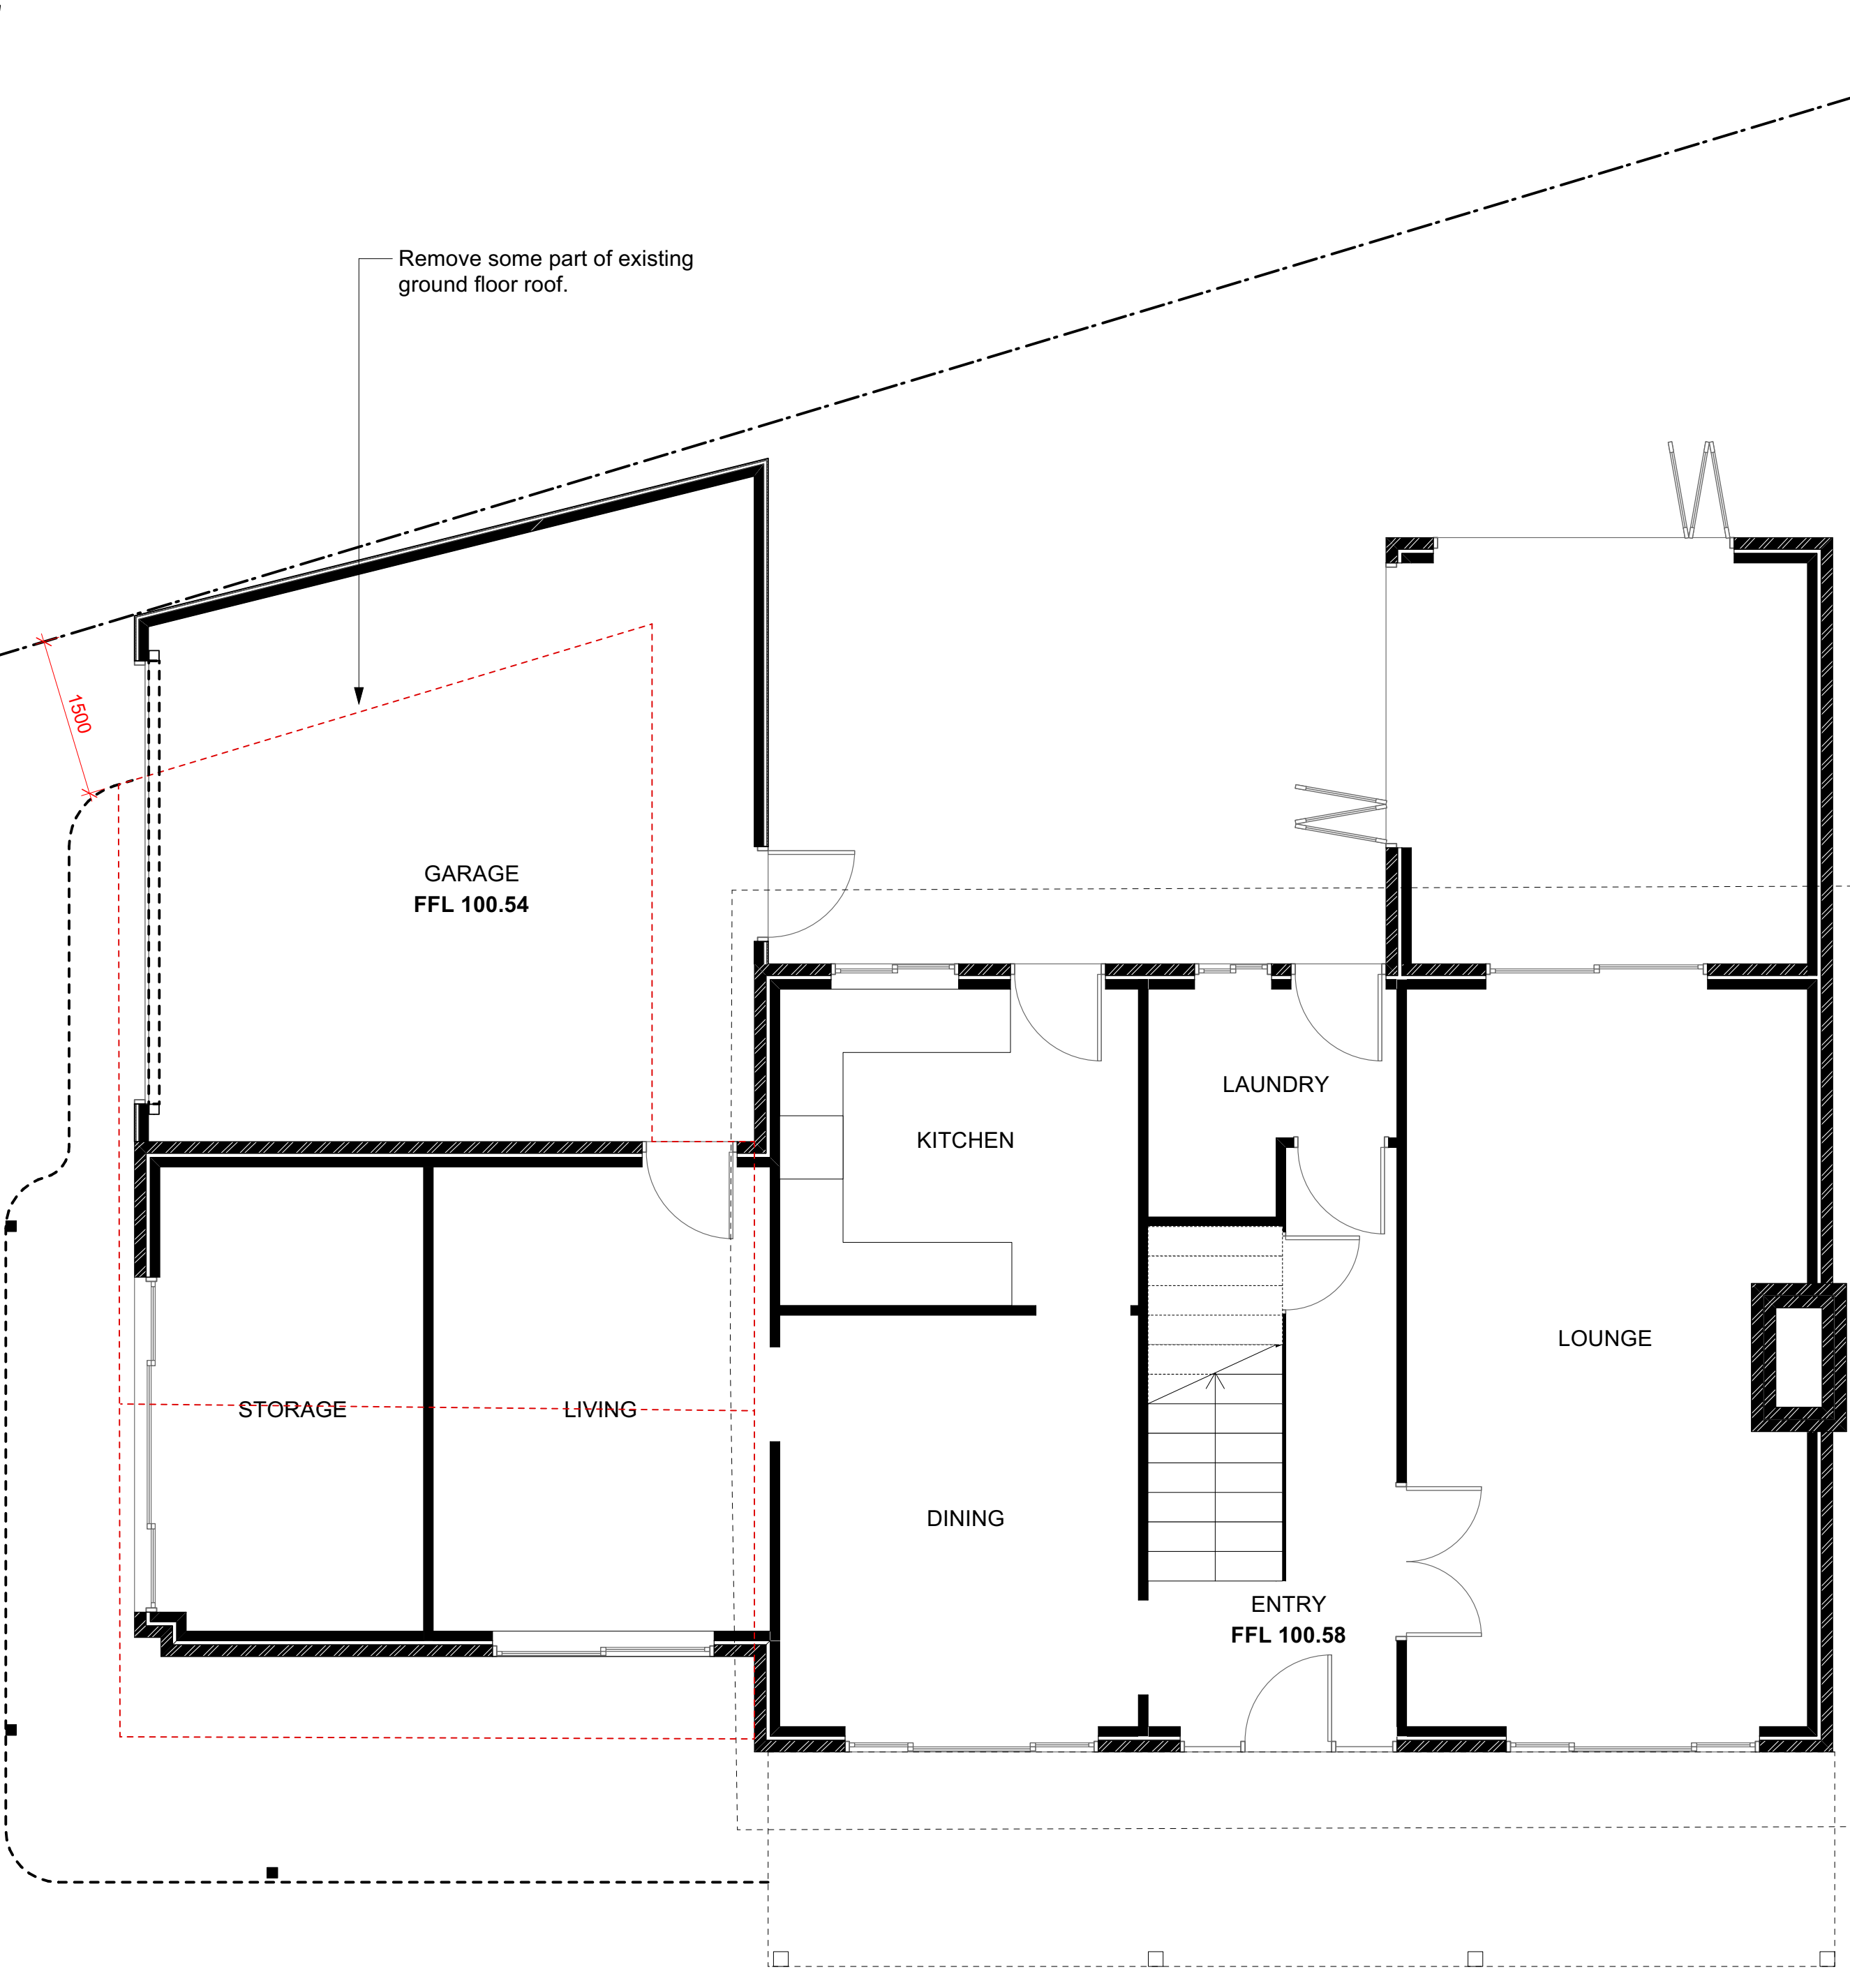 Remove some part of existing
ground floor roof.
1500
GARAGE
FFL 100.54
LAUNDRY
KITCHEN
LOUNGE
STORAGE
LIVING
DINING
ENTRY
FFL 100.58